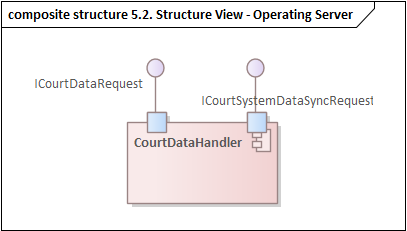 composite structure 5.2. Structure View - Operating Server
ICourtDataRequest
ICourtSystemDataSyncRequest
CourtDataHandler